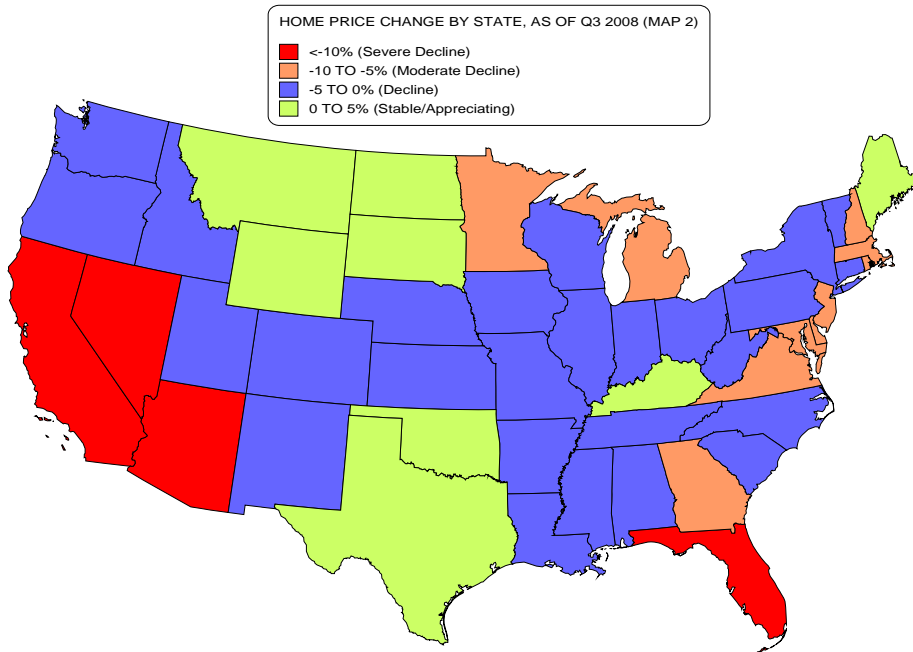 HOME PRICE CHANGE BY STATE, AS OF Q3 2008 (MAP 2)
<-10% (Severe Decline)
-10 TO -5% (Moderate Decline)
-5 TO 0% (Decline)
0 TO 5% (Stable/Appreciating)